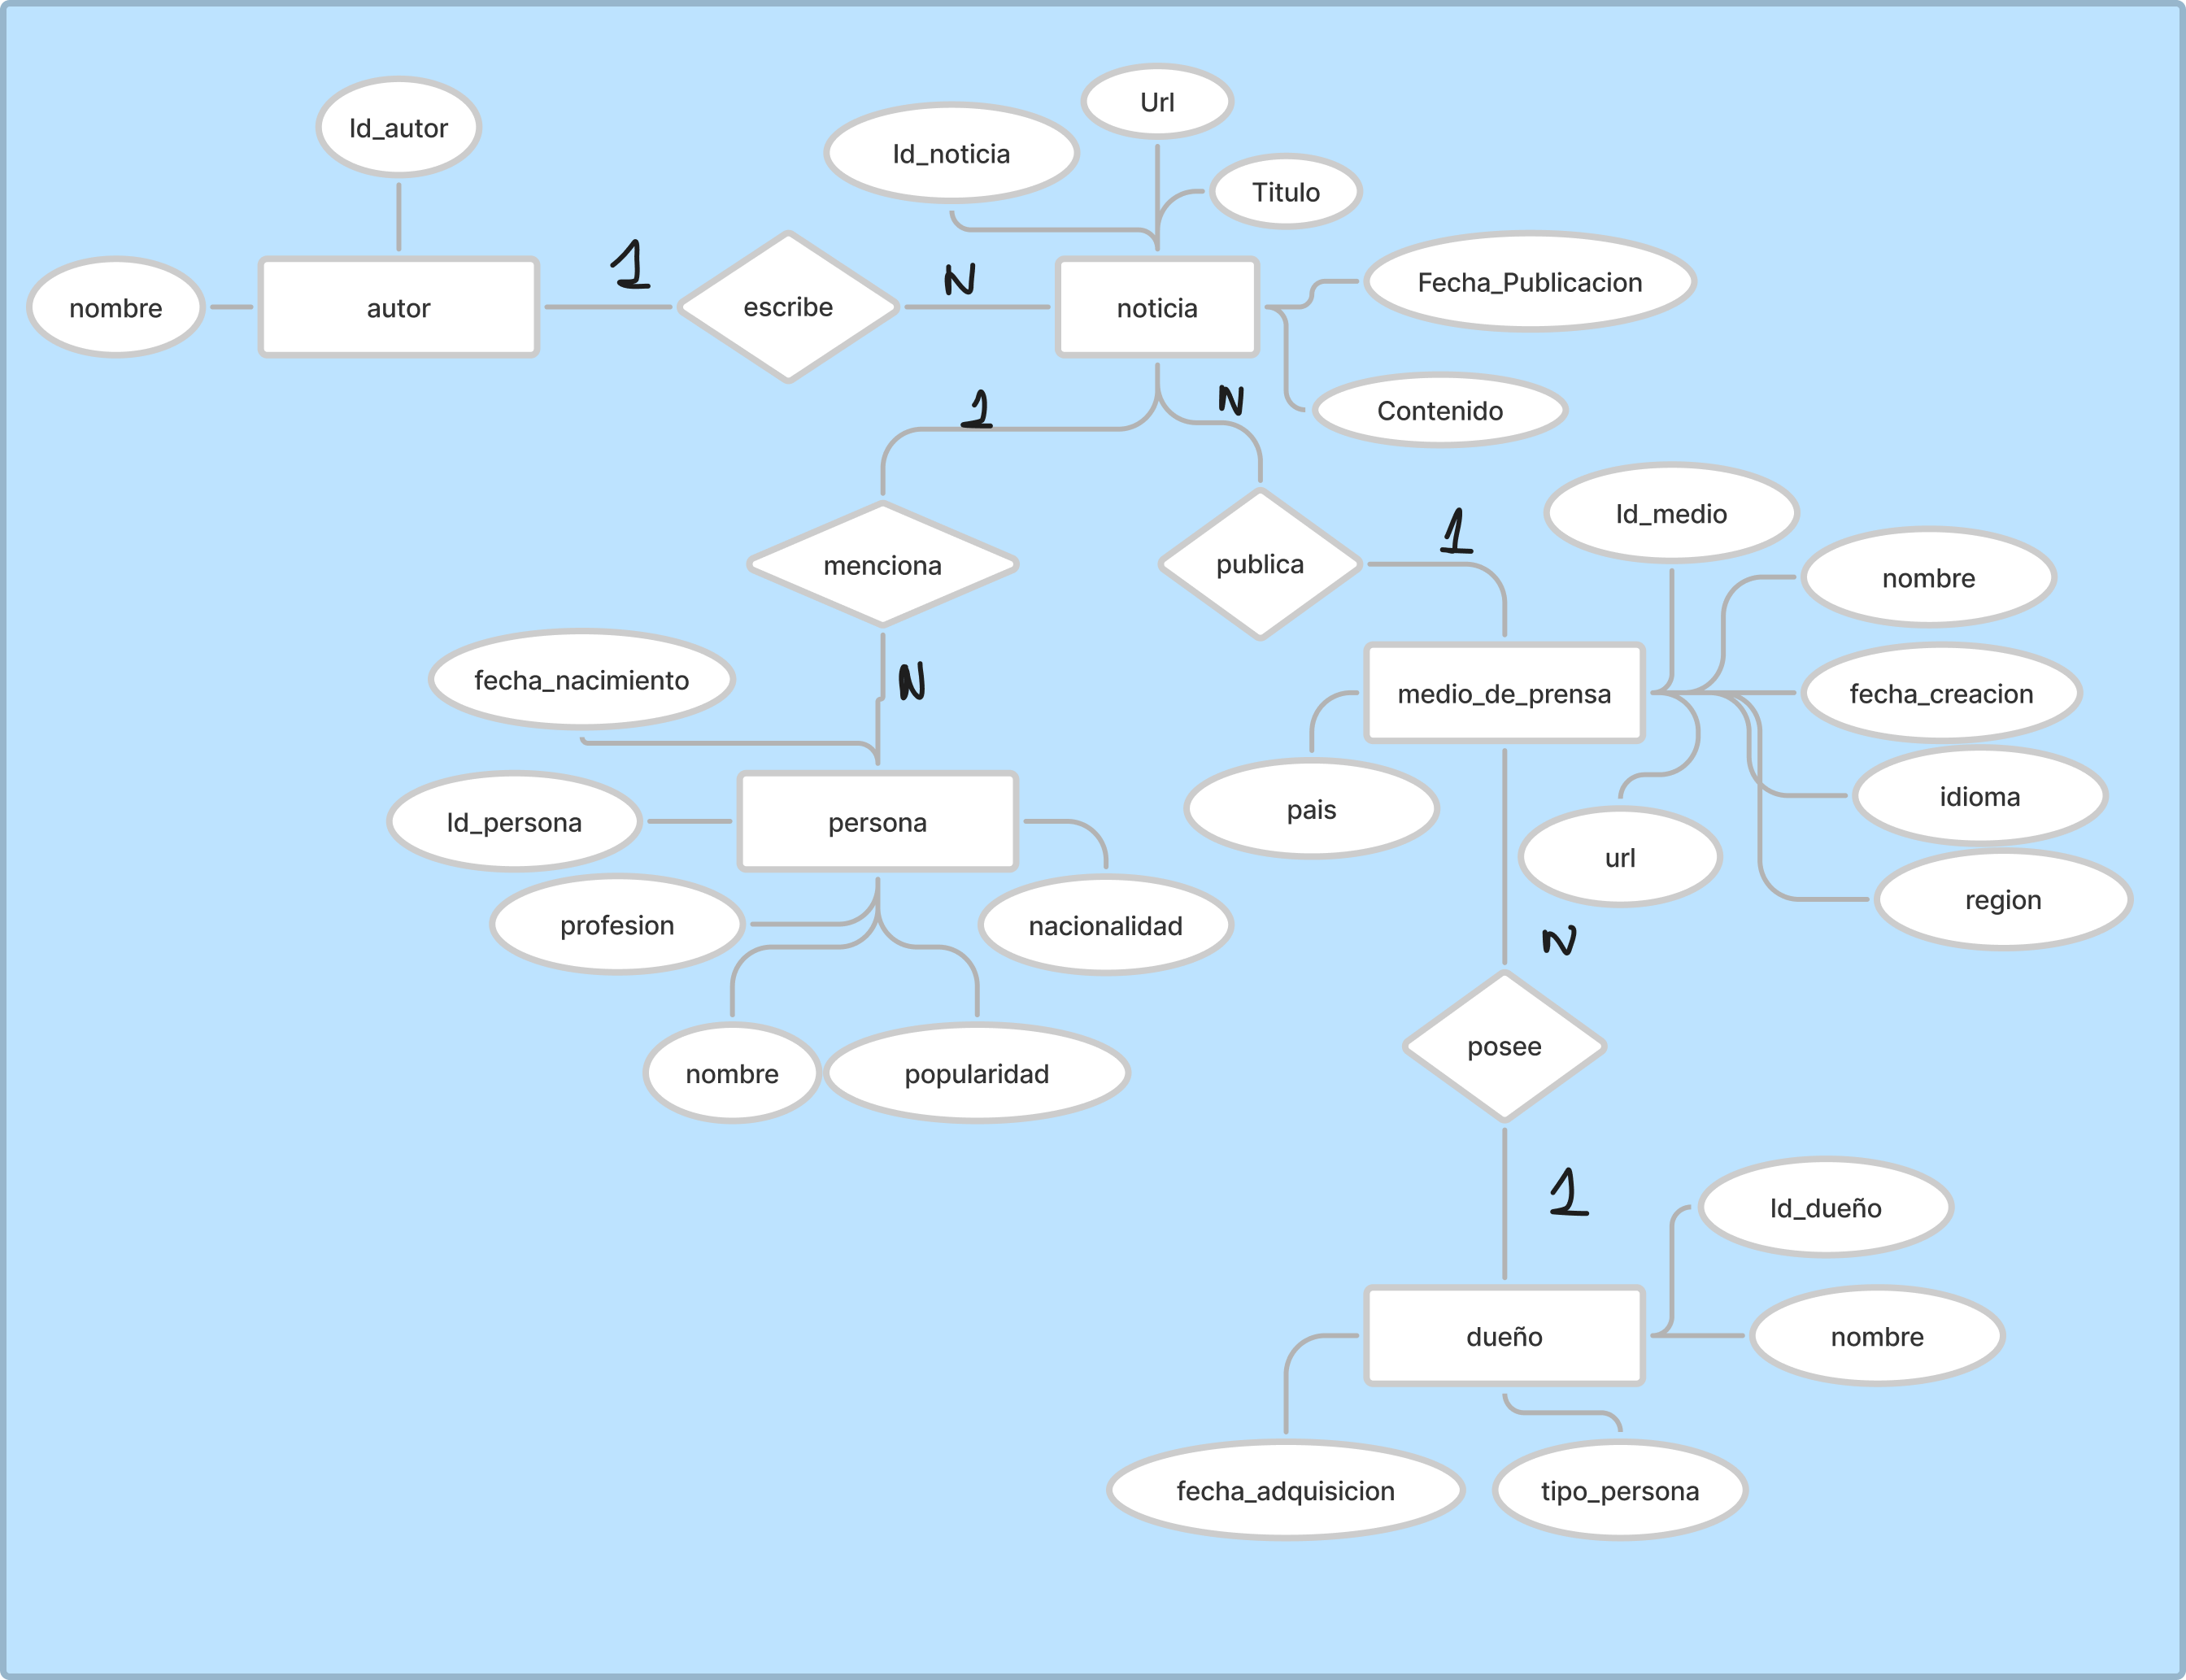 Url
Id_autor
Id_noticia
Titulo
1
N
Fecha_Publicacion
nombre
autor
escribe
noticia
1
N
Contenido
Id_medio
1
menciona
publica
nombre
fecha_nacimiento
N
medio_de_prensa
fecha_creacion
idioma
pais
Id_persona
persona
url
region
profesion
nacionalidad
N
posee
nombre
popularidad
1
Id_dueño
dueño
nombre
fecha_adquisicion
tipo_persona